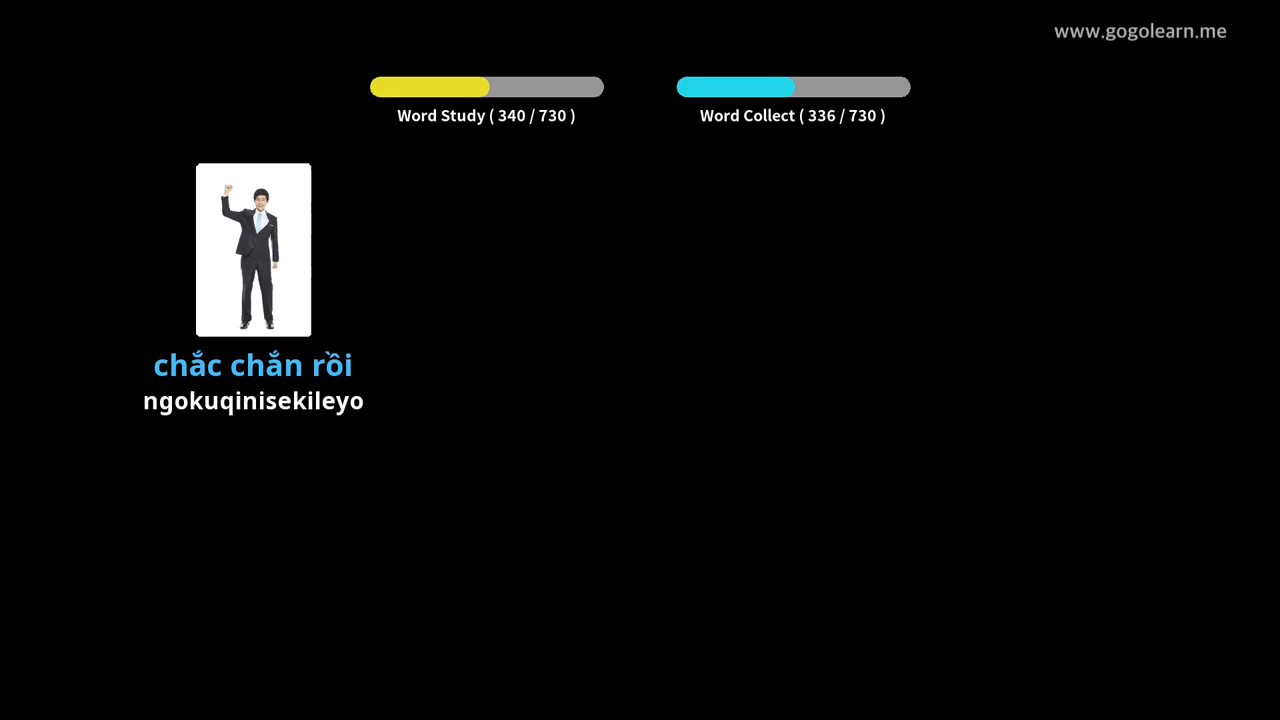 www.gogolearn.me
Word Study ( 340 / 730 )
Word Collect ( 336 / 730 )
chắc chắn rồi
ngokuqinisekileyo